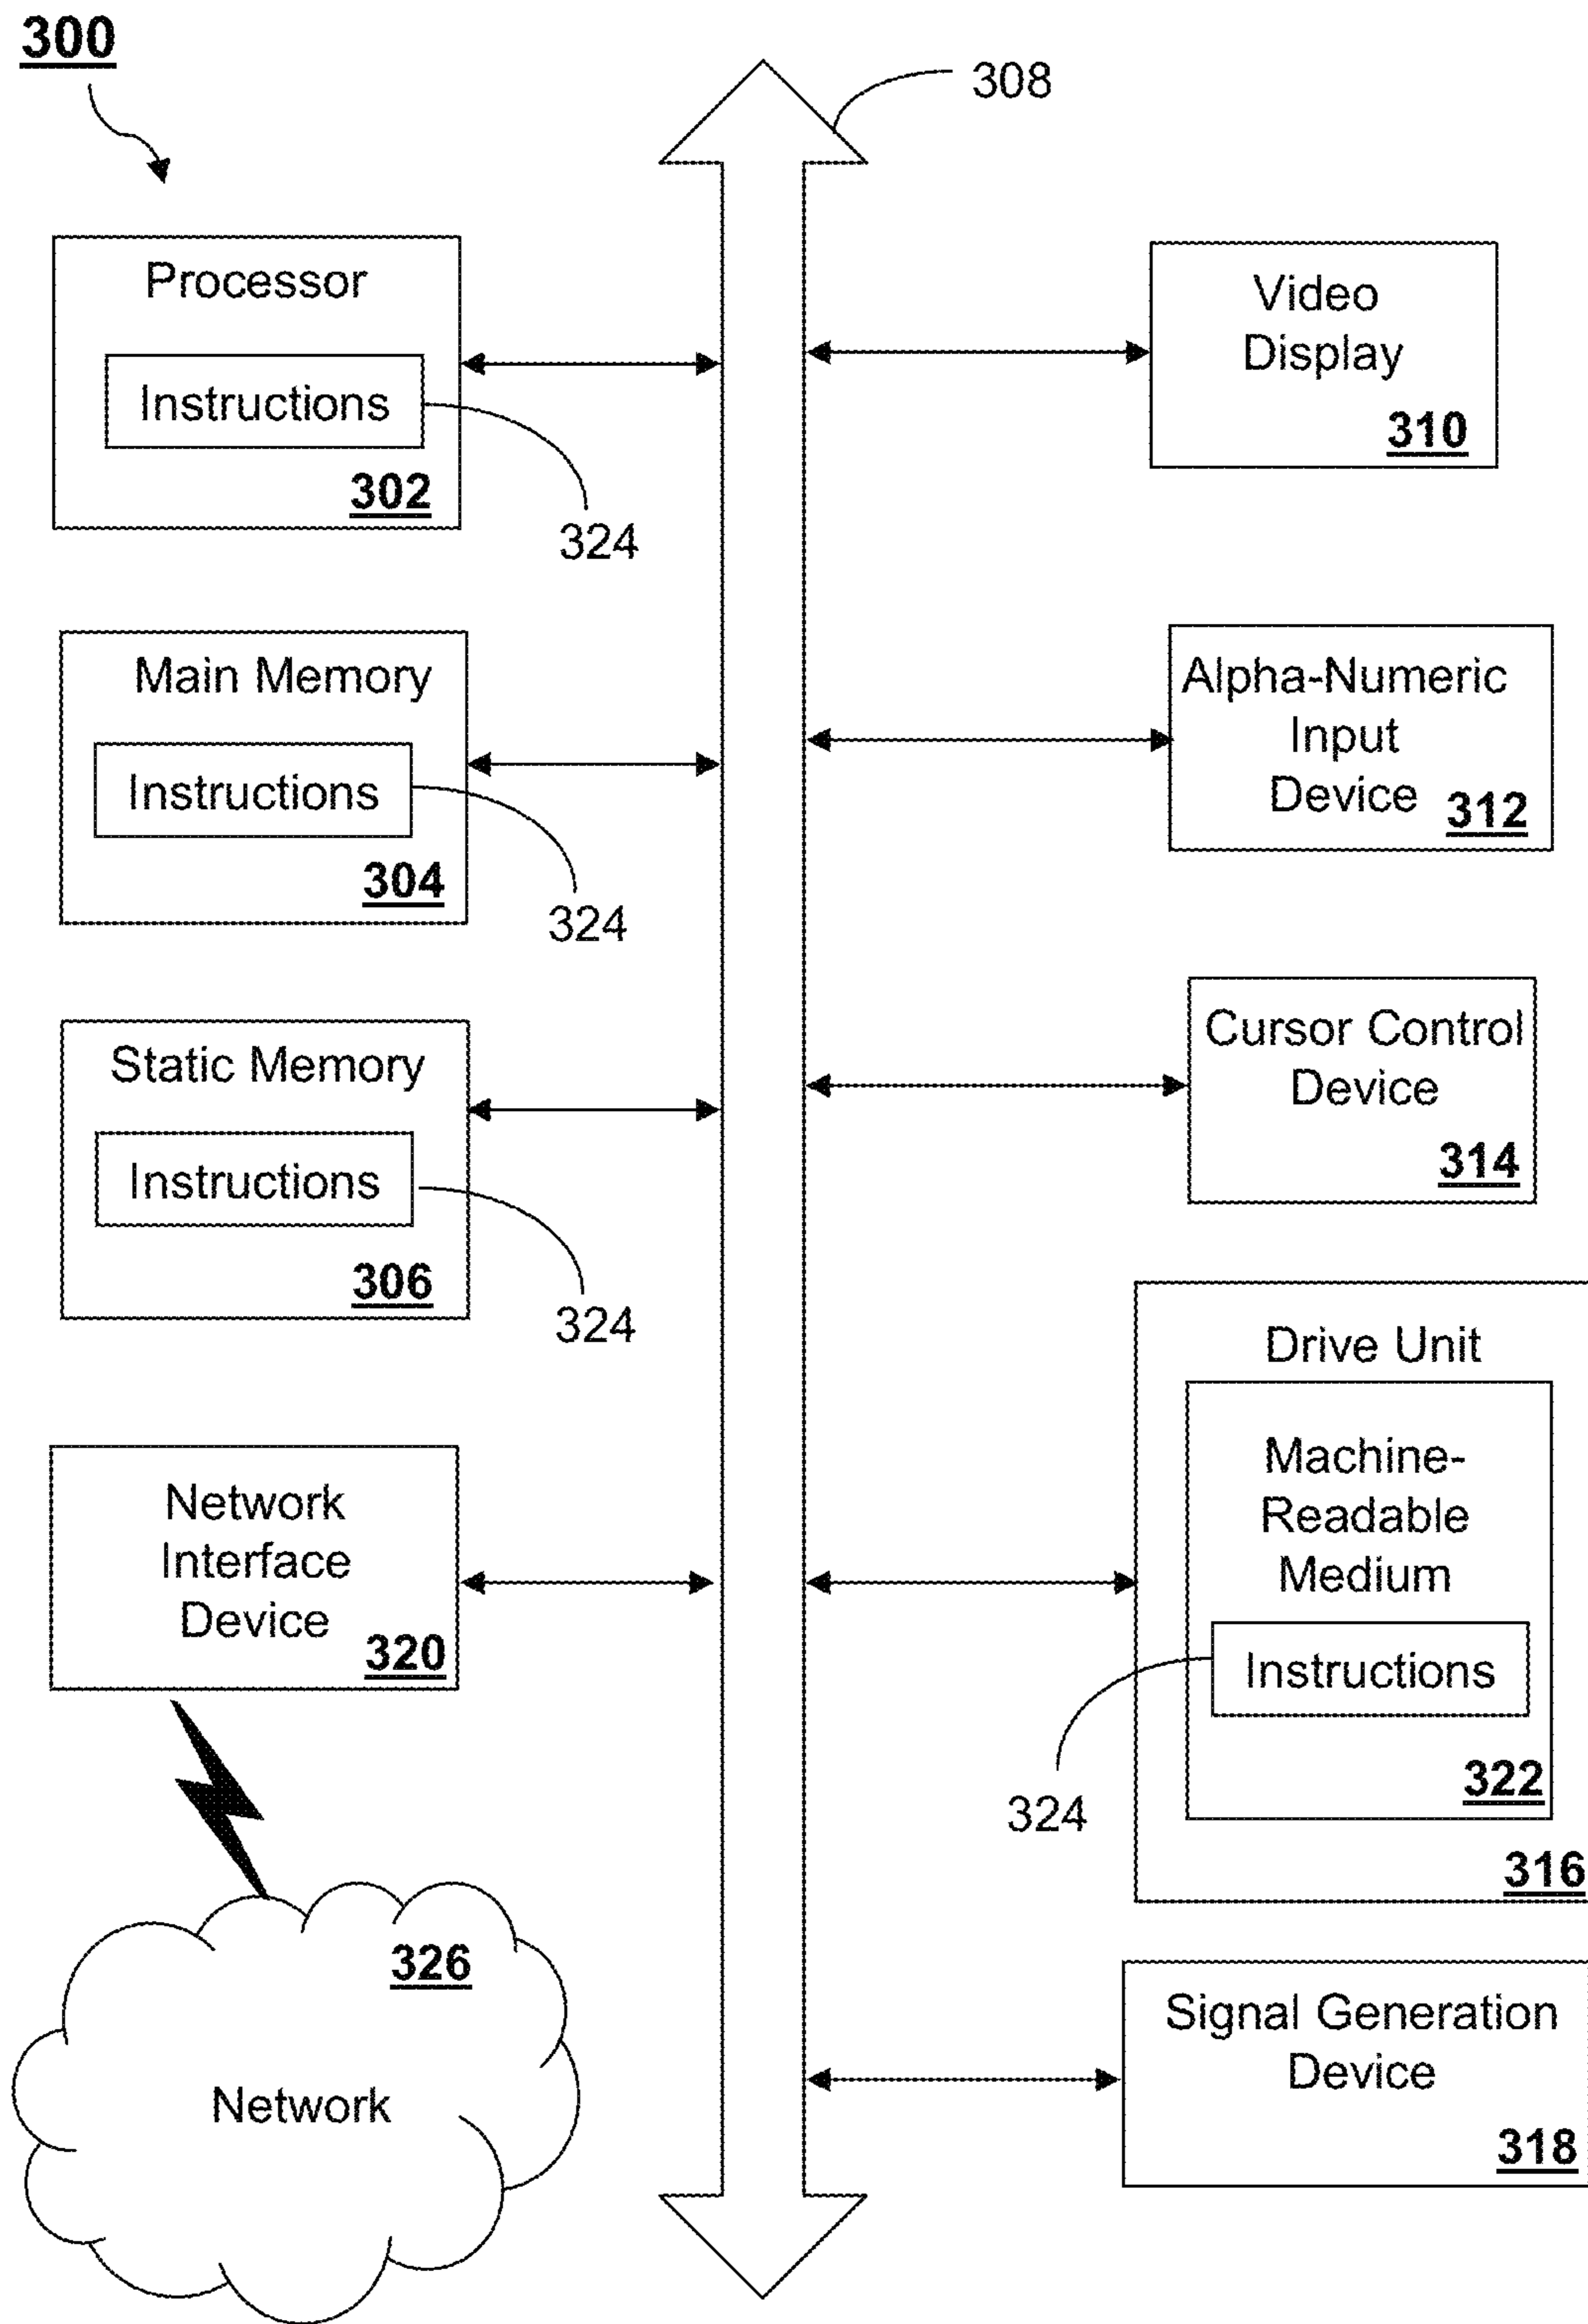 300
308
Processor
Instructions
302
324
Video
Display
310
Main Memory
Instructions
304
324
Alpha-Numeric
Input
Device
312
Static Memory
Instructions
306
324
Cursor Control
Device
314
Network
Interface
Device
320
Drive Unit
Machine-
Readable
Medium
Instructions
322
324
316
326
Network
Signal Generation
Device
318